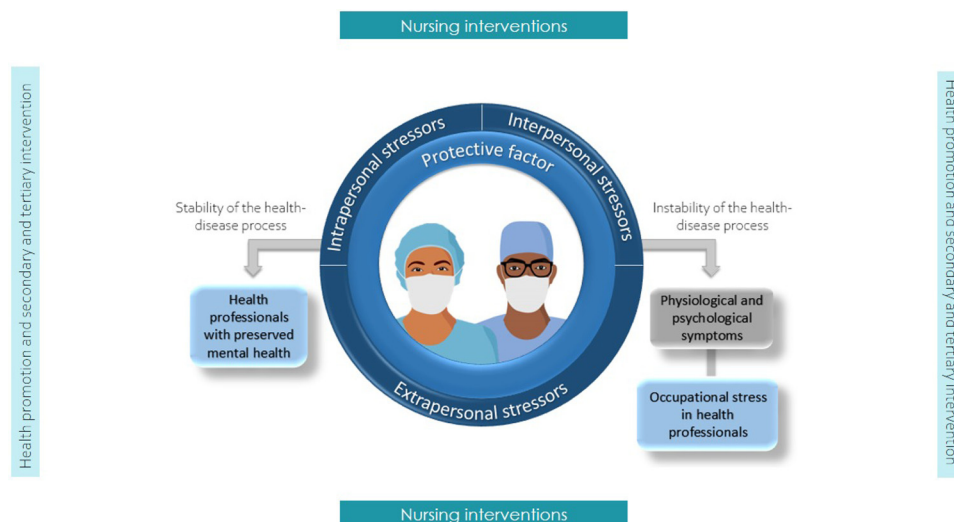 Nursing interventions
Health promotion and secondary and tertiary intervention
Intrapersonal stressors
Interpersonal stressors
Protective factor
Extrapersonal stressors
Stability of the health-
disease process
Health
professionals
with preserved
mental health
Instability of the health-
disease process
Physiological and
psychological
symptoms
Occupational stress
in health
professionals
Health promotion and secondary and tertiary intervention
Nursing interventions